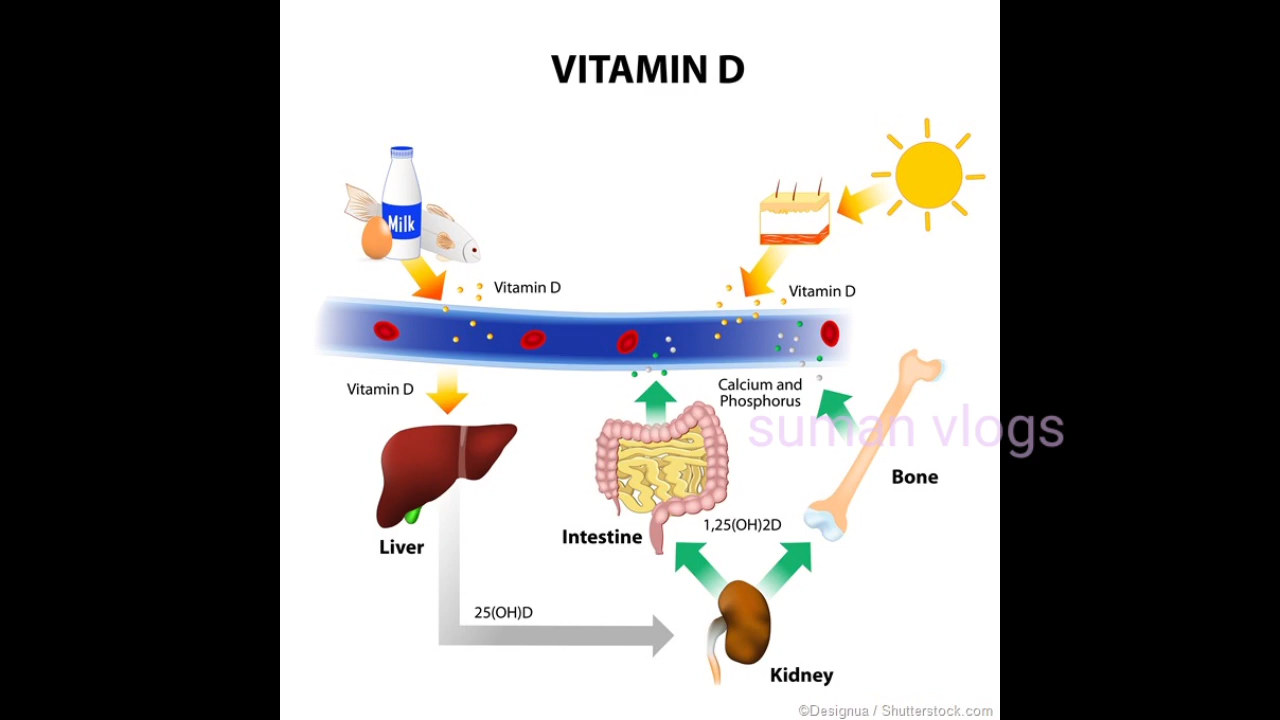 VITAMIN D
Milk
Vitamin D
Vitamin D
Vitamin D
Calcium and
Phosphorus
suman vlogs
Bone
1,25(OH)2D
Intestine
Liver
25(OH)D
Kidney
©Designua / Shutterstock.com